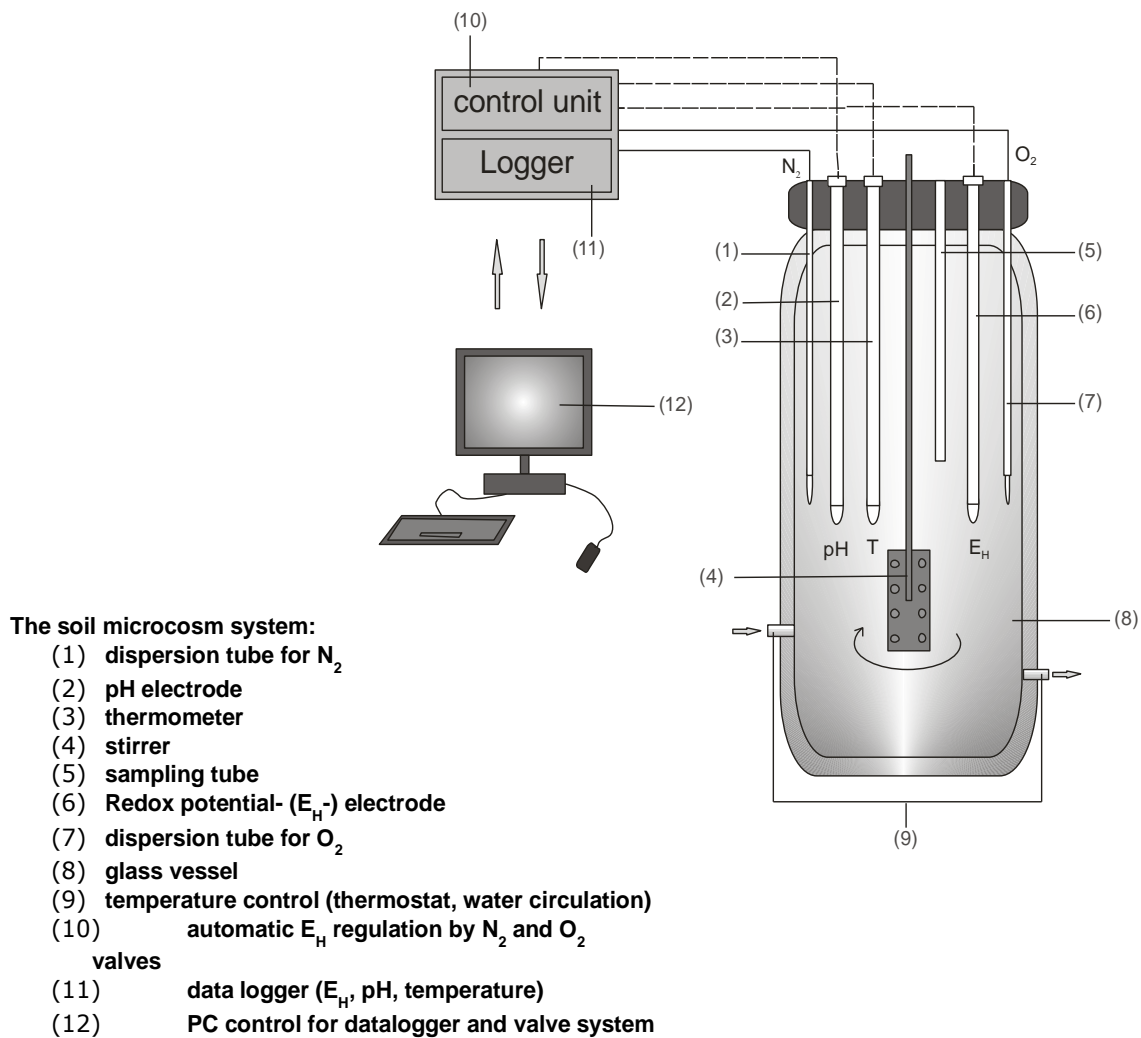 (10)
control unit
Logger
N₂
O₂
(11)
(1)
(5)
(2)
(6)
(3)
(12)
(7)
pH T E_H
(4)
(8)
(9)
The soil microcosm system:
(1) dispersion tube for N₂
(2) pH electrode
(3) thermometer
(4) stirrer
(5) sampling tube
(6) Redox potential- (E_H-) electrode
(7) dispersion tube for O₂
(8) glass vessel
(9) temperature control (thermostat, water circulation)
(10) automatic E_H regulation by N₂ and O₂
valves
(11) data logger (E_H, pH, temperature)
(12) PC control for datalogger and valve system